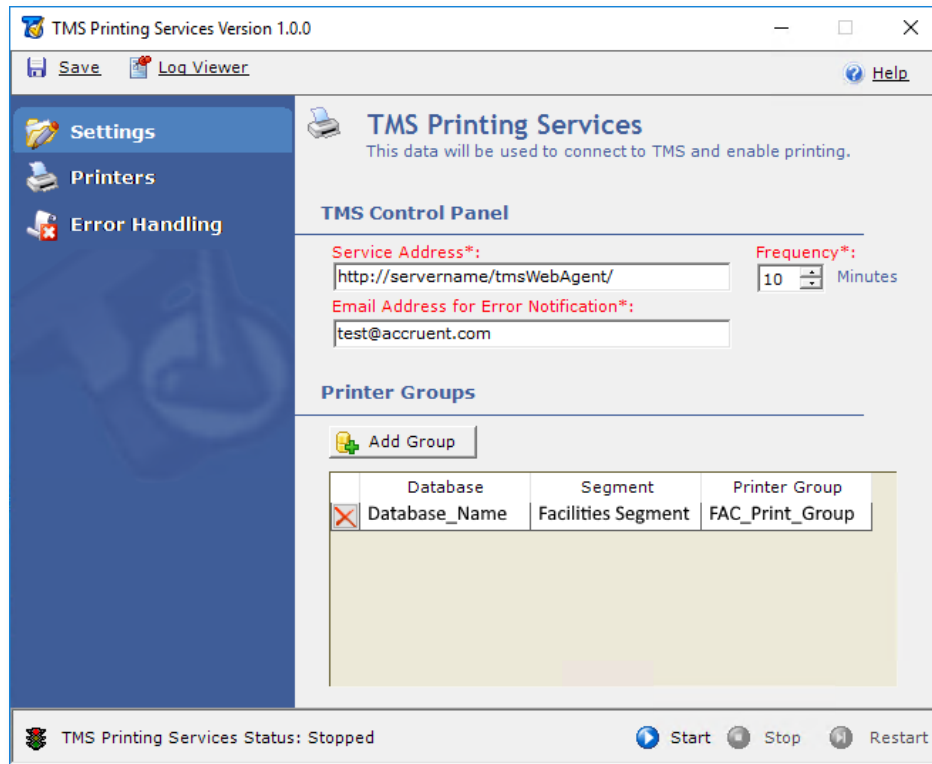 TMS Printing Services Version 1.0.0
Save Log Viewer Help
Settings
Printers
Error Handling
TMS Printing Services
This data will be used to connect to TMS and enable printing.
TMS Control Panel
Service Address*: Frequency*:
http://servername/tmsWebAgent/ 10 Minutes
Email Address for Error Notification*:
test@accruent.com
Printer Groups
Add Group
Database Segment Printer Group
Database_Name Facilities Segment FAC_Print_Group
TMS Printing Services Status: Stopped Start Stop Restart